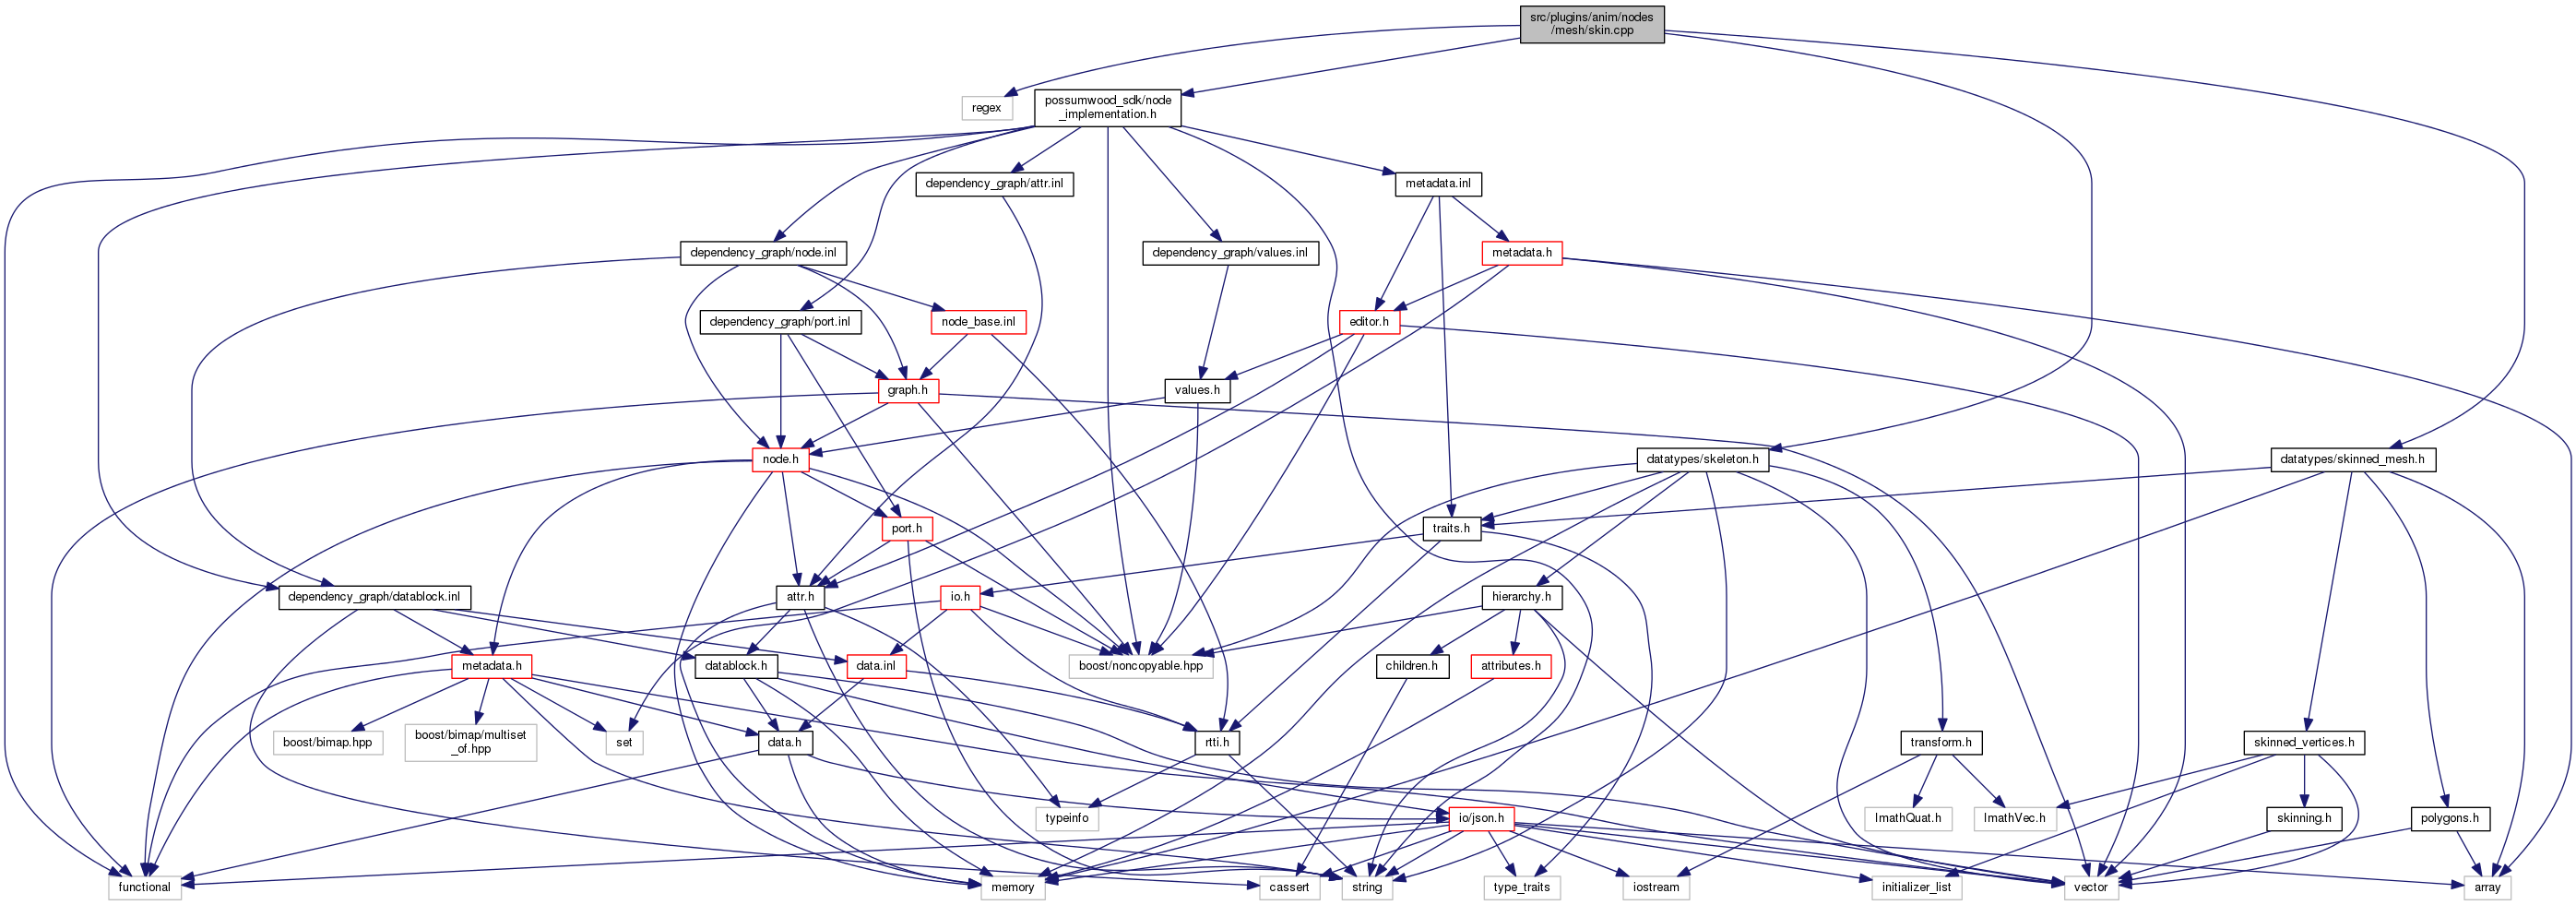 src/plugins/anim/nodes
/mesh/skin.cpp
regex
possumwood_sdk/node
_implementation.h
dependency_graph/attr.inl
metadata.inl
dependency_graph/node.inl
dependency_graph/values.inl
metadata.h
dependency_graph/port.inl
node_base.inl
editor.h
graph.h
values.h
node.h
datatypes/skeleton.h
datatypes/skinned_mesh.h
port.h
traits.h
dependency_graph/datablock.inl
attr.h
io.h
hierarchy.h
metadata.h
datablock.h
data.inl
boost/noncopyable.hpp
children.h
attributes.h
boost/bimap.hpp
boost/bimap/multiset
_of.hpp
set
data.h
rtti.h
transform.h
skinned_vertices.h
typeinfo
io/json.h
ImathQuat.h
ImathVec.h
skinning.h
polygons.h
functional
memory
cassert
string
type_traits
iostream
initializer_list
vector
array